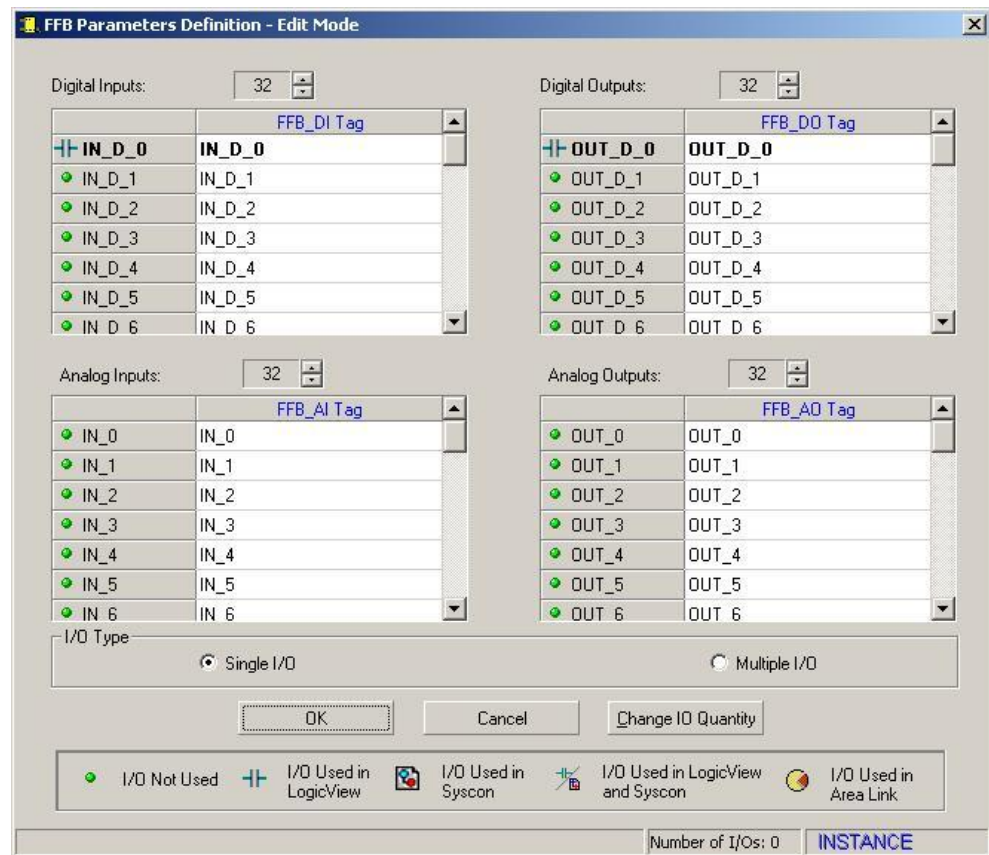 FFB Parameters Definition - Edit Mode
Digital Inputs: 32
FFB_DI Tag
IN_D_0 IN_D_0
IN_D_1 IN_D_1
IN_D_2 IN_D_2
IN_D_3 IN_D_3
IN_D_4 IN_D_4
IN_D_5 IN_D_5
IN_D_6 IN_D_6
Digital Outputs: 32
FFB_DO Tag
OUT_D_0 OUT_D_0
OUT_D_1 OUT_D_1
OUT_D_2 OUT_D_2
OUT_D_3 OUT_D_3
OUT_D_4 OUT_D_4
OUT_D_5 OUT_D_5
OUT_D_6 OUT_D_6
Analog Inputs: 32
FFB_AI Tag
IN_0 IN_0
IN_1 IN_1
IN_2 IN_2
IN_3 IN_3
IN_4 IN_4
IN_5 IN_5
IN_6 IN_6
Analog Outputs: 32
FFB_AO Tag
OUT_0 OUT_0
OUT_1 OUT_1
OUT_2 OUT_2
OUT_3 OUT_3
OUT_4 OUT_4
OUT_5 OUT_5
OUT_6 OUT_6
I/O Type
Single I/O Multiple I/O
OK Cancel Change IO Quantity
I/O Not Used
I/O Used in
LogicView
I/O Used in
Syscon
I/O Used in LogicView
and Syscon
I/O Used in
Area Link
Number of I/Os: 0 INSTANCE